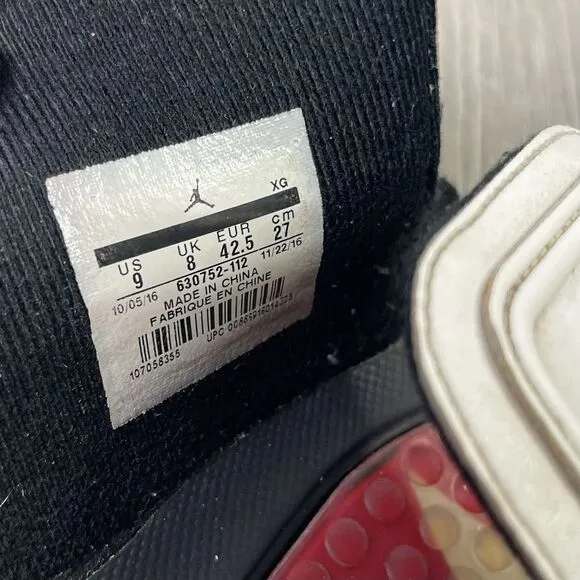 XG
US UK EUR cm
9 8 42.5 27
10/05/16 630752-112 11/22/16
MADE IN CHINA
FABRIQUE EN CHINE
107058355 UPC